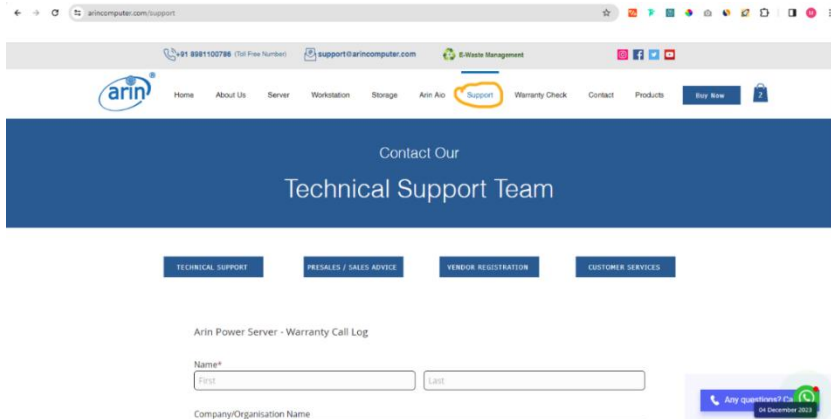 arincomputer.com/support
+91 8981100786 (Toll Free Number) support@arincomputer.com E-Waste Management
arin
Home About Us Server Workstation Storage Arin Aio Support Warranty Check Contact Products Buy Now 2
Contact Our
Technical Support Team
TECHNICAL SUPPORT PRESALES / SALES ADVICE VENDOR REGISTRATION CUSTOMER SERVICES
Arin Power Server - Warranty Call Log
Name*
First Last
Any questions? Ca
04 December 2023
Company/Organisation Name